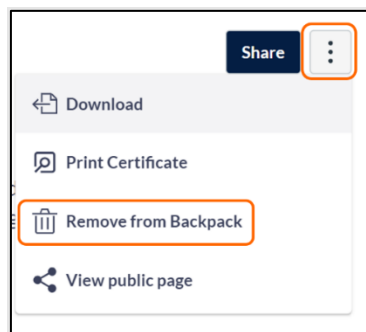 Share
Download
Print Certificate
Remove from Backpack
View public page